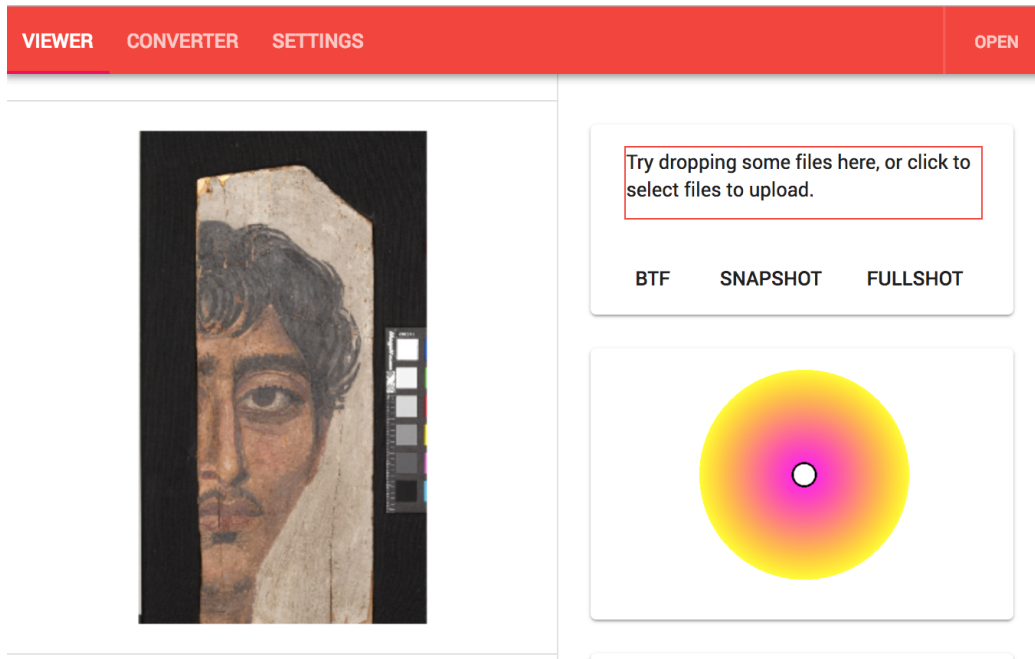 VIEWER CONVERTER SETTINGS OPEN
Try dropping some files here, or click to
select files to upload.
BTF SNAPSHOT FULLSHOT